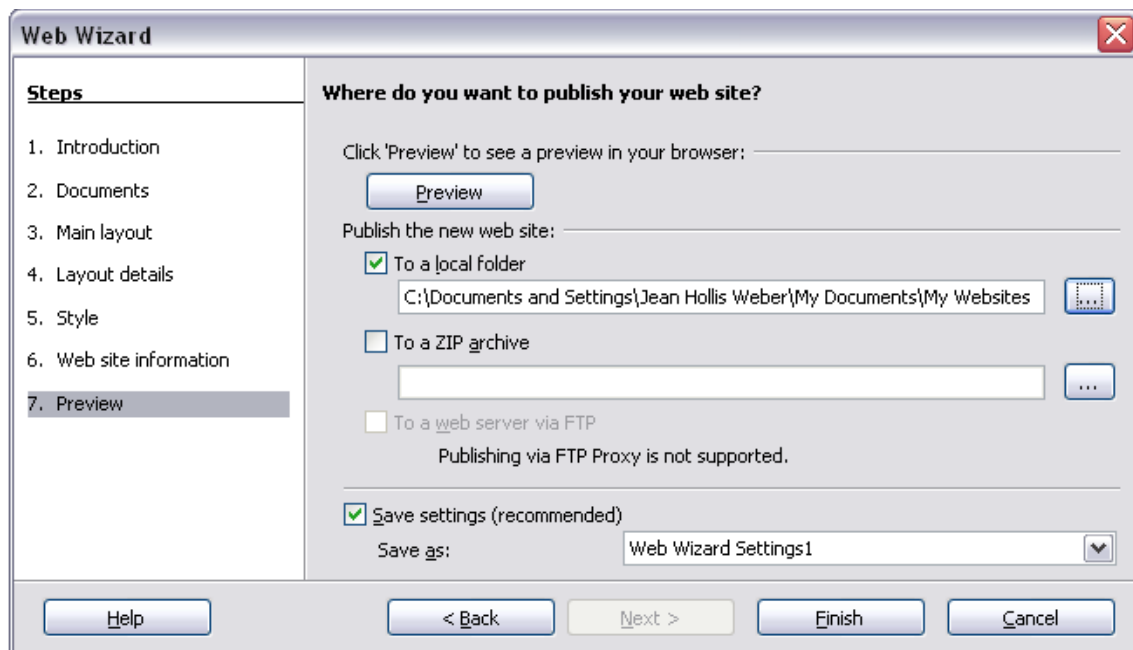 Web Wizard
Steps
1. Introduction
2. Documents
3. Main layout
4. Layout details
5. Style
6. Web site information
7. Preview
Where do you want to publish your web site?
Click 'Preview' to see a preview in your browser:
Preview
Publish the new web site:
To a local folder
C:\Documents and Settings\Jean Hollis Weber\My Documents\My Websites
...
To a ZIP archive
...
To a web server via FTP
Publishing via FTP Proxy is not supported.
Save settings (recommended)
Save as: Web Wizard Settings1
Help < Back Next > Finish Cancel